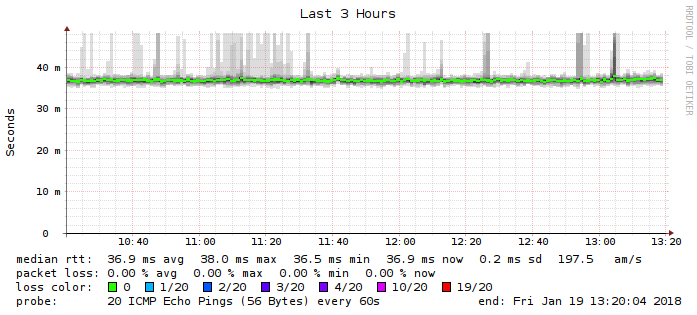 Last 3 Hours
RRDTOOL / TOBI OETIKER
Seconds
40 m
30 m
20 m
10 m
0
10:40 11:00 11:20 11:40 12:00 12:20 12:40 13:00 13:20
median rtt: 36.9 ms avg 38.0 ms max 36.5 ms min 36.9 ms now 0.2 ms sd 197.5 am/s
packet loss: 0.00 % avg 0.00 % max 0.00 % min 0.00 % now
loss color: 0 1/20 2/20 3/20 4/20 10/20 19/20
probe: 20 ICMP Echo Pings (56 Bytes) every 60s end: Fri Jan 19 13:20:04 2018